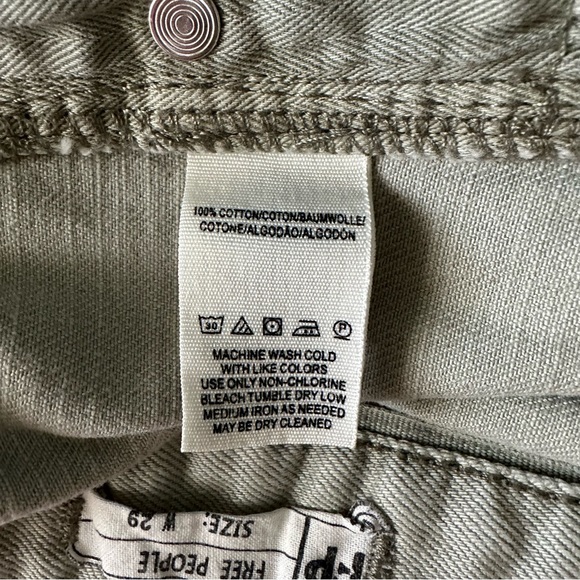 100% COTTON/COTON/BAUMWOLLE/
COTONE/ALGODÃO/ALGODÓN
30
P
MACHINE WASH COLD
WITH LIKE COLORS
USE ONLY NON-CHLORINE
BLEACH TUMBLE DRY LOW
MEDIUM IRON AS NEEDED
MAY BE DRY CLEANED
SIZE: W 29
FREE PEOPLE